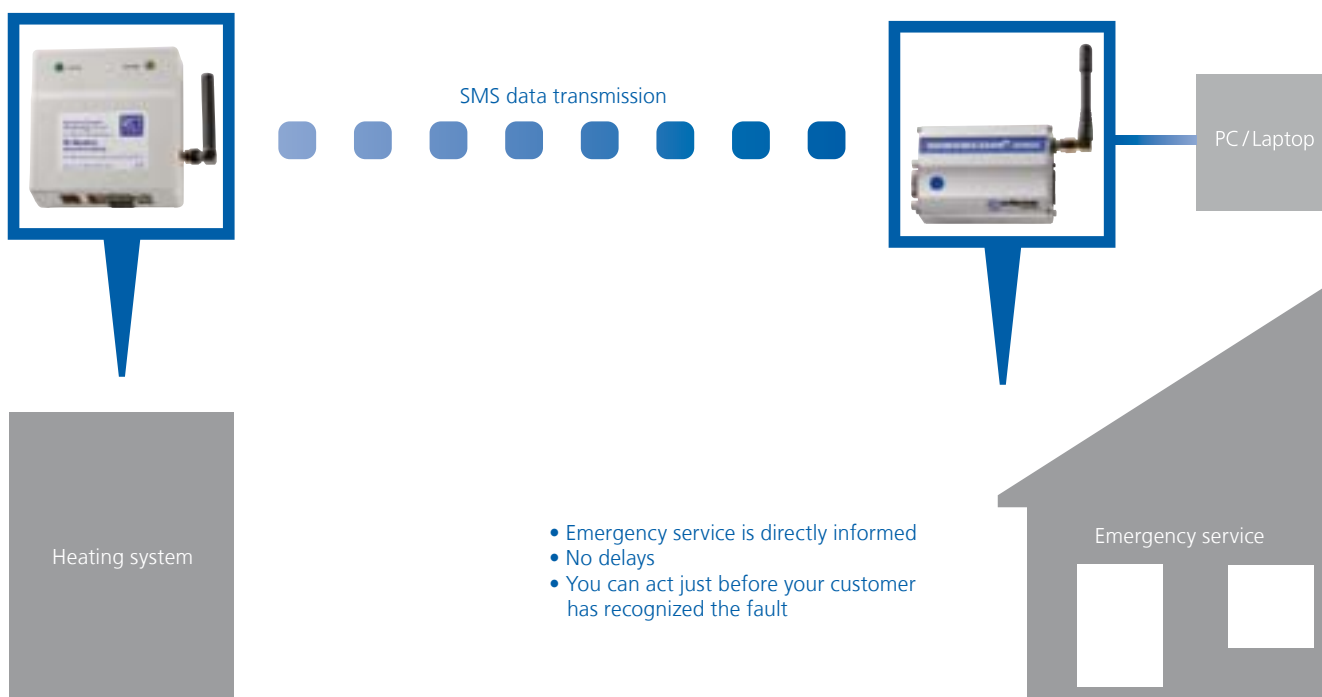 SMS data transmission
PC / Laptop
• Emergency service is directly informed
• No delays
• You can act just before your customer
has recognized the fault
Heating system
Emergency service